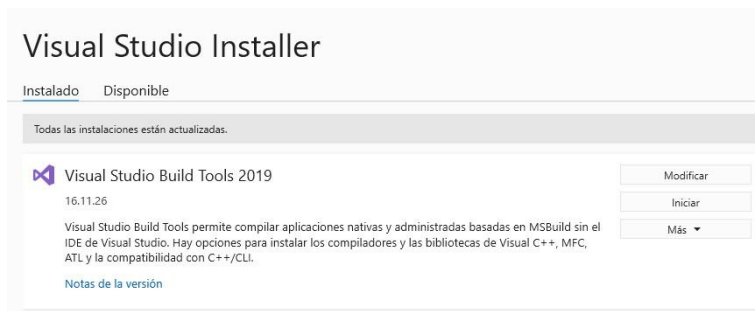 Visual Studio Installer
Instalado Disponible
Todas las instalaciones están actualizadas.
Visual Studio Build Tools 2019
16.11.26
Visual Studio Build Tools permite compilar aplicaciones nativas y administradas basadas en MSBuild sin el
IDE de Visual Studio. Hay opciones para instalar los compiladores y las bibliotecas de Visual C++, MFC,
ATL y la compatibilidad con C++/CLI.
Notas de la versión
Modificar
Iniciar
Más